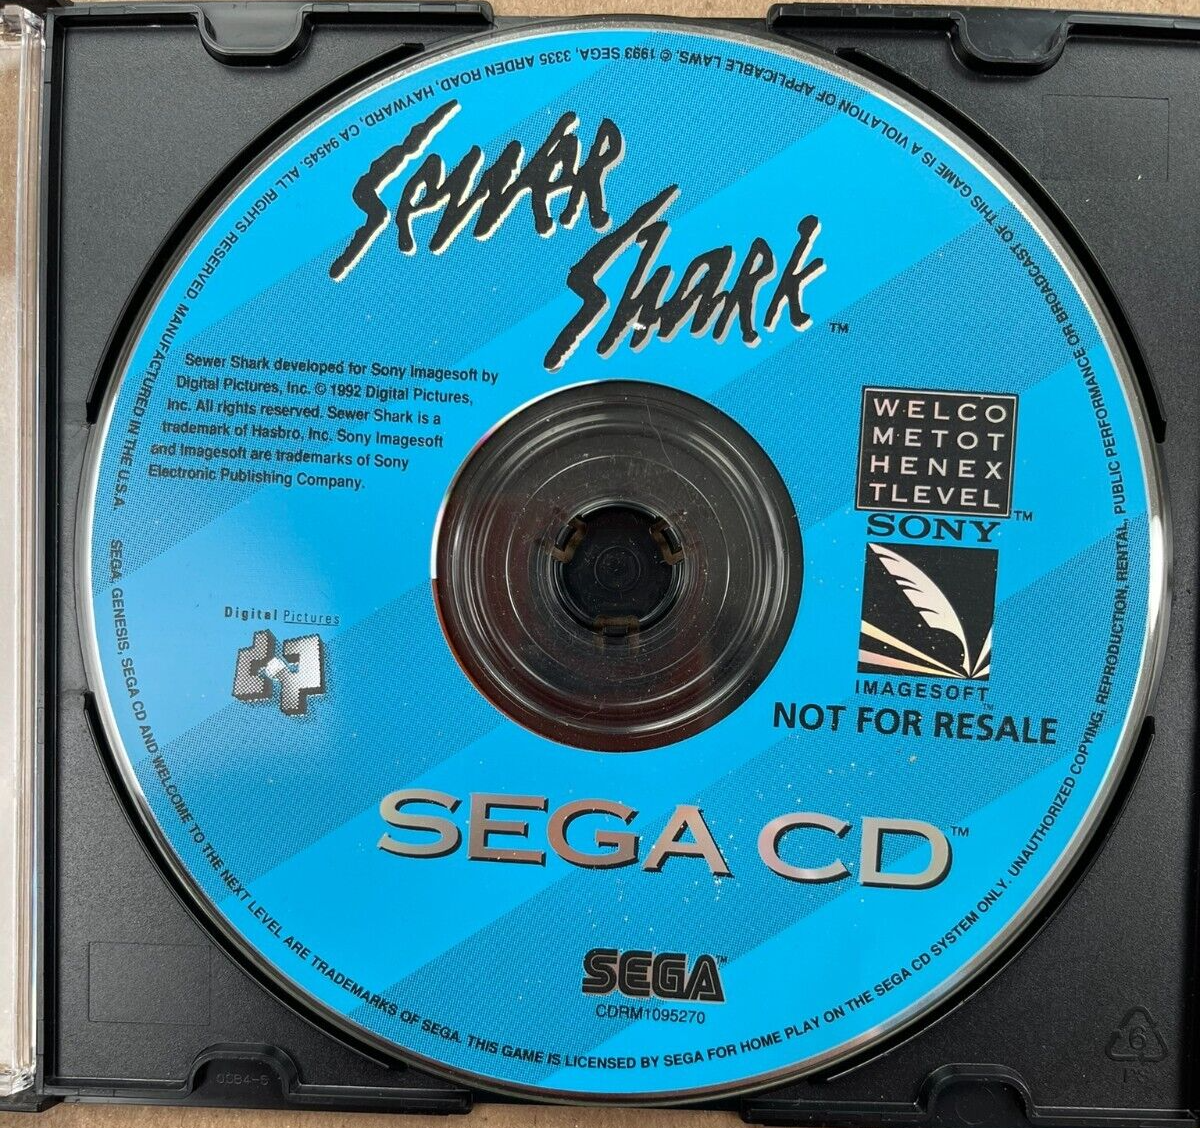 Sewer
Shark™
Sewer Shark developed for Sony Imagesoft by
Digital Pictures, Inc. © 1992 Digital Pictures,
Inc. All rights reserved. Sewer Shark is a
trademark of Hasbro, Inc. Sony Imagesoft
and Imagesoft are trademarks of Sony
Electronic Publishing Company.
WELCO
METOT
HENEX
TLEVEL™
SONY
IMAGESOFT™
NOT FOR RESALE
Digital Pictures
SEGA CD™
SEGA™
CDRM1095270
SEGA, GENESIS, SEGA CD AND WELCOME TO THE NEXT LEVEL ARE TRADEMARKS OF SEGA. THIS GAME IS LICENSED BY SEGA FOR HOME PLAY ON THE SEGA CD SYSTEM ONLY. UNAUTHORIZED COPYING, REPRODUCTION, RENTAL, PUBLIC PERFORMANCE OR BROADCAST OF THIS GAME IS A VIOLATION OF APPLICABLE LAWS. © 1993 SEGA, 3335 ARDEN ROAD, HAYWARD, CA 94545. ALL RIGHTS RESERVED. MANUFACTURED IN THE U.S.A.
6